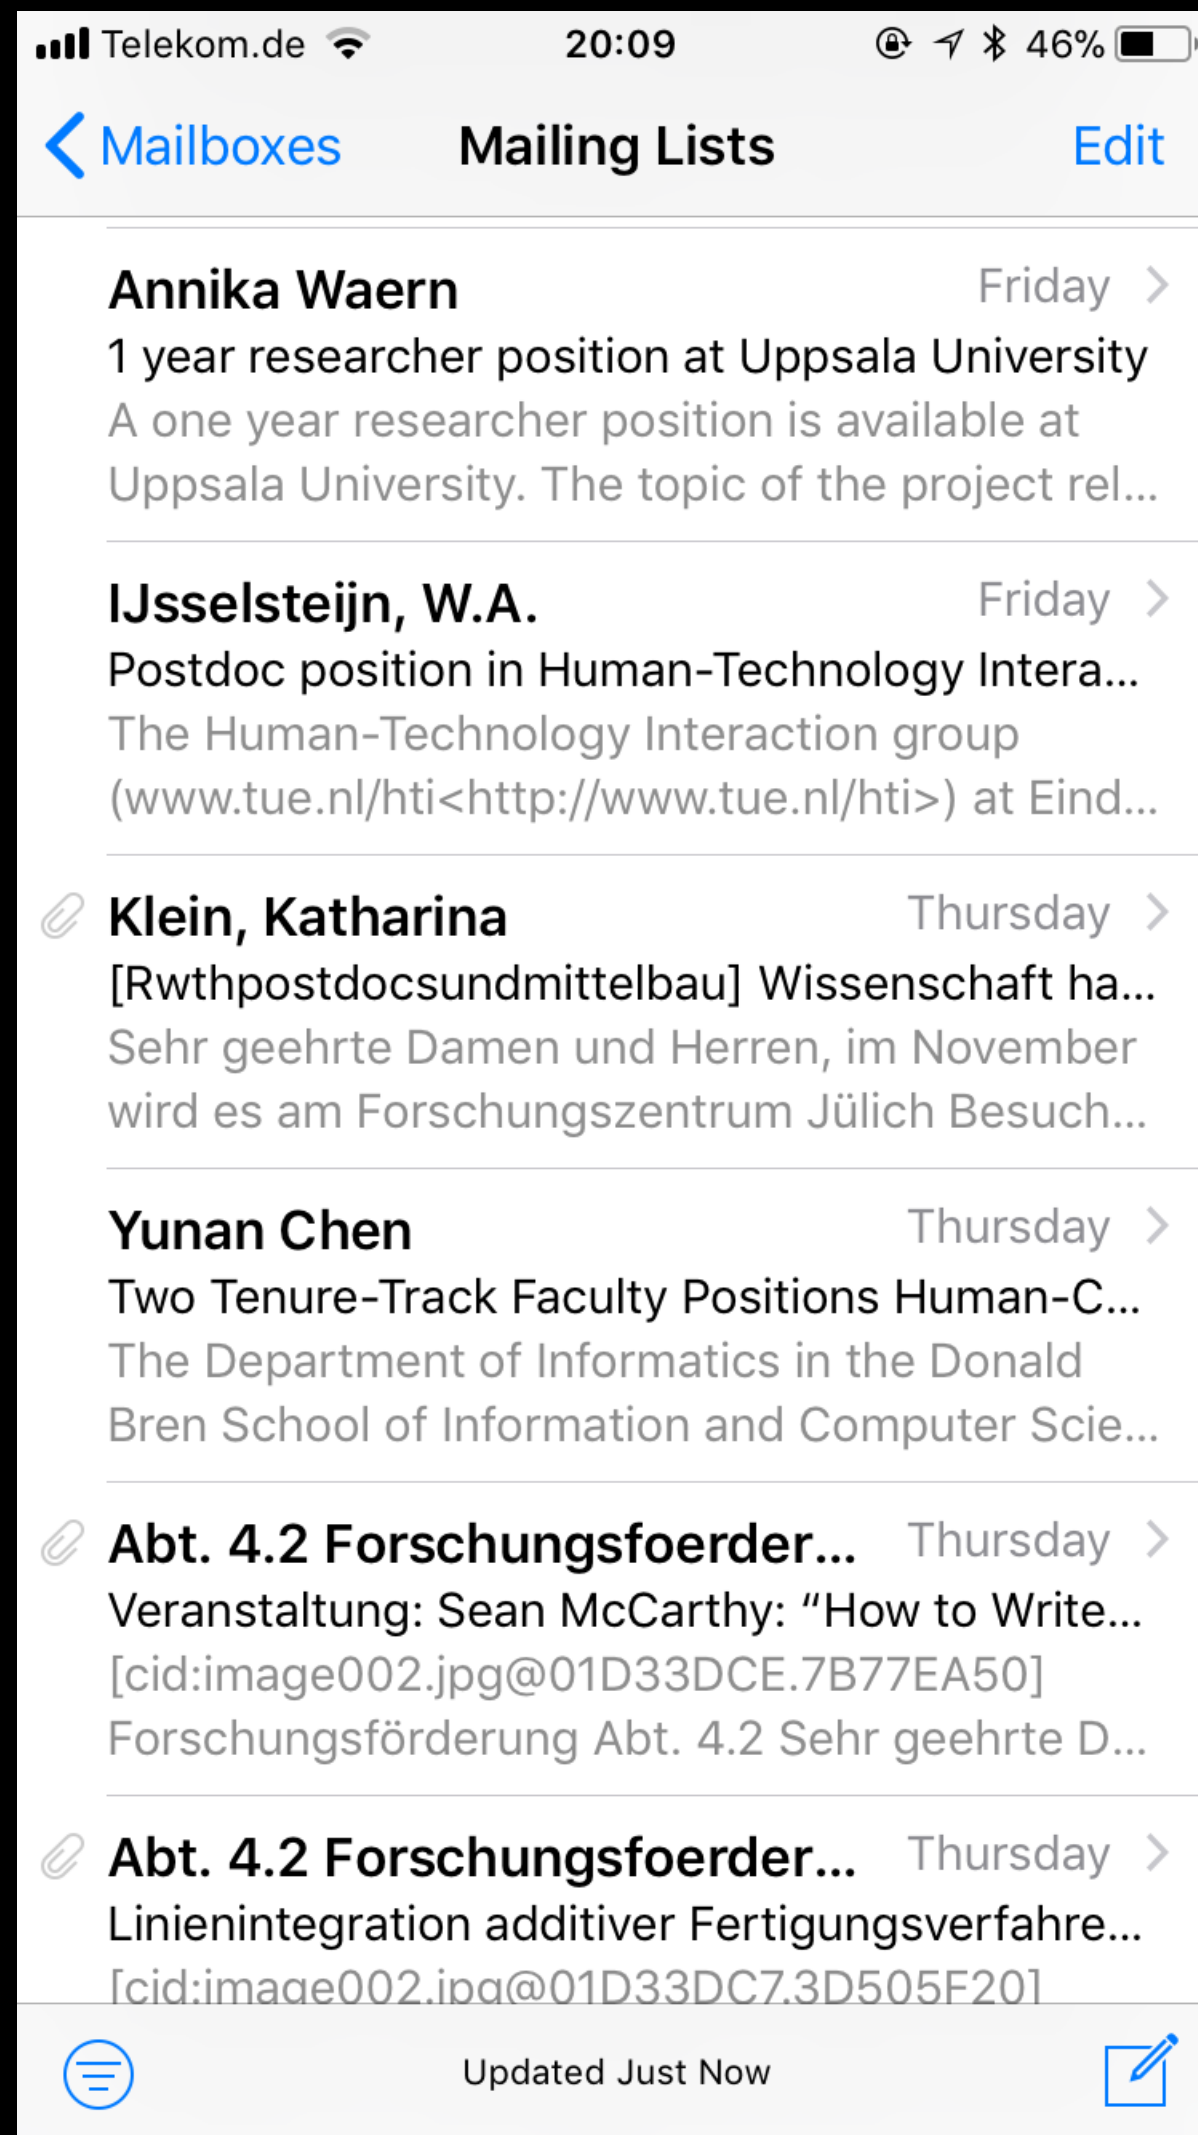 Telekom.de 20:09 46%
Mailboxes Mailing Lists Edit
Annika Waern Friday
1 year researcher position at Uppsala University
A one year researcher position is available at
Uppsala University. The topic of the project rel...
IJsselsteijn, W.A. Friday
Postdoc position in Human-Technology Intera...
The Human-Technology Interaction group
(www.tue.nl/hti<http://www.tue.nl/hti>) at Eind...
Klein, Katharina Thursday
[Rwthpostdocsundmittelbau] Wissenschaft ha...
Sehr geehrte Damen und Herren, im November
wird es am Forschungszentrum Jülich Besuch...
Yunan Chen Thursday
Two Tenure-Track Faculty Positions Human-C...
The Department of Informatics in the Donald
Bren School of Information and Computer Scie...
Abt. 4.2 Forschungsfoerder... Thursday
Veranstaltung: Sean McCarthy: “How to Write...
[cid:image002.jpg@01D33DCE.7B77EA50]
Forschungsförderung Abt. 4.2 Sehr geehrte D...
Abt. 4.2 Forschungsfoerder... Thursday
Linienintegration additiver Fertigungsverfahre...
[cid:image002.jpg@01D33DC7.3D505F20]
Updated Just Now